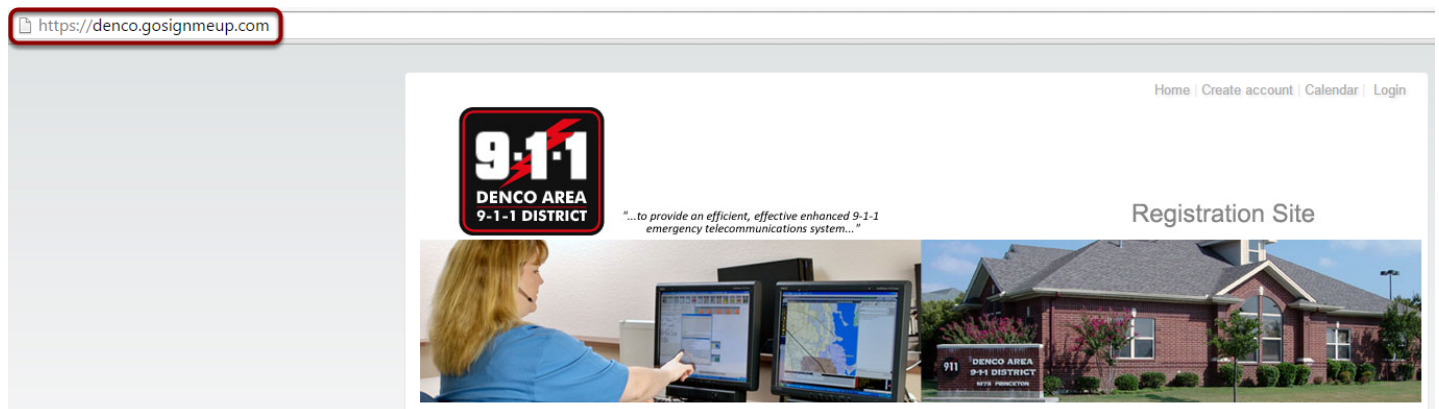 https://denco.gosignmeup.com
Home | Create account | Calendar | Login
9-1-1
DENCO AREA
9-1-1 DISTRICT
"...to provide an efficient, effective enhanced 9-1-1
emergency telecommunications system..."
Registration Site
911
DENCO AREA
9-1-1 DISTRICT
PRINCETON